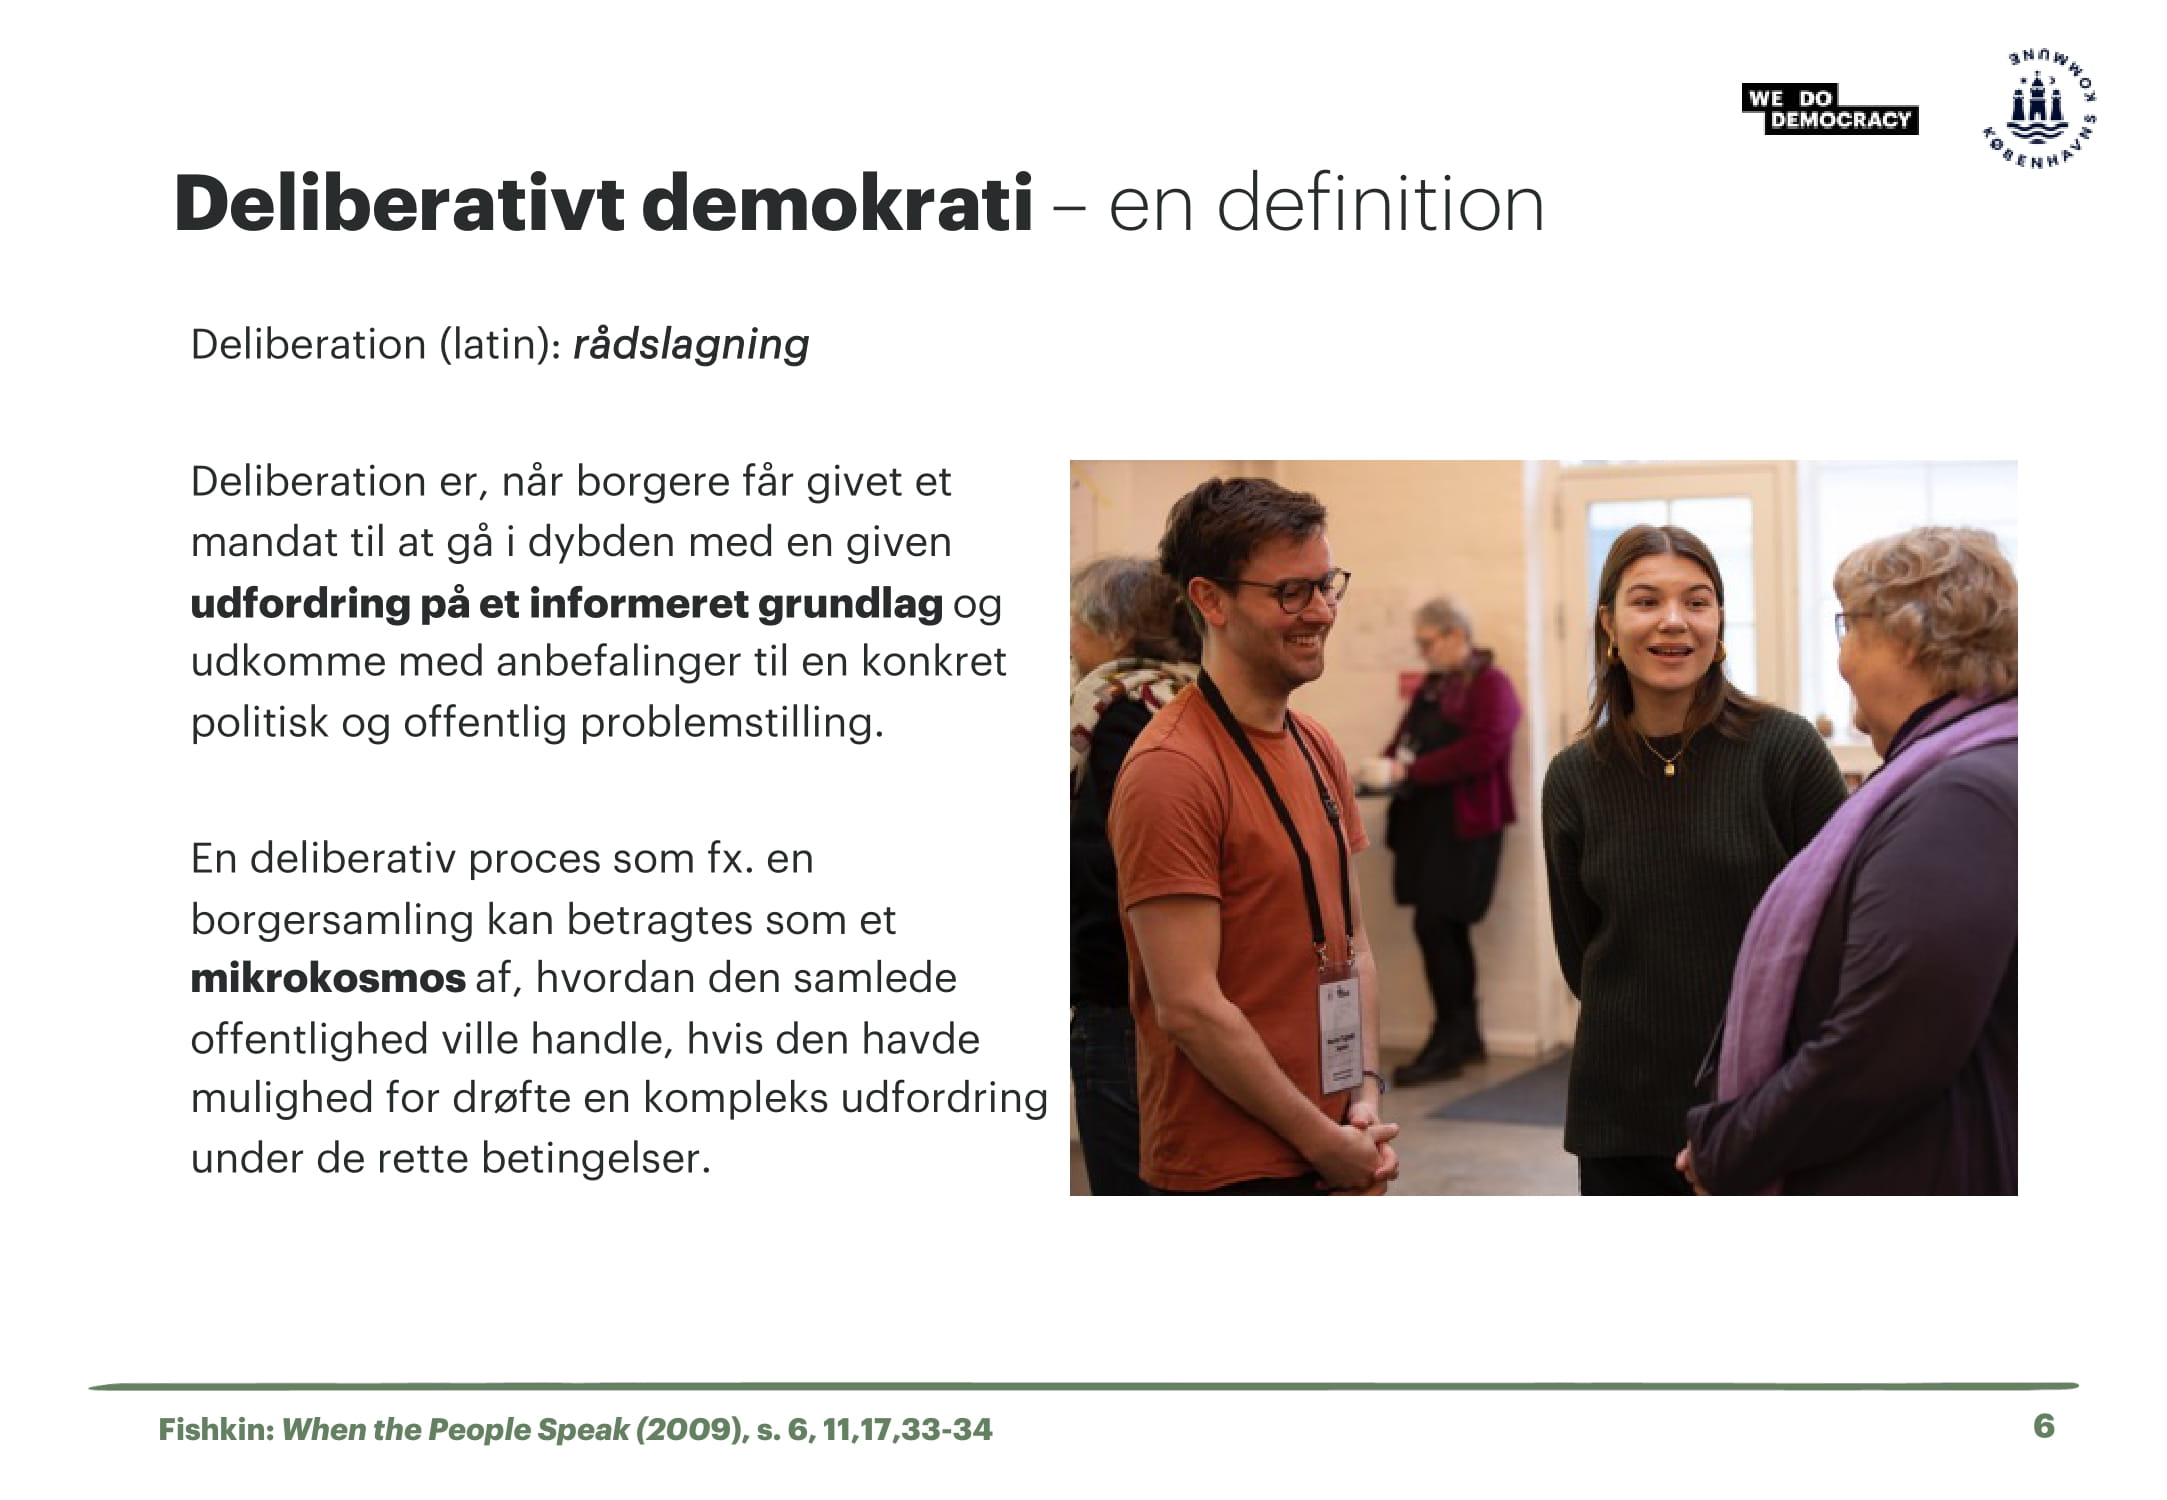 WE DO
DEMOCRACY
KØBENHAVNS KOMMUNE
Deliberativt demokrati – en definition
Deliberation (latin): rådslagning
Deliberation er, når borgere får givet et
mandat til at gå i dybden med en given
udfordring på et informeret grundlag og
udkomme med anbefalinger til en konkret
politisk og offentlig problemstilling.
En deliberativ proces som fx. en
borgersamling kan betragtes som et
mikrokosmos af, hvordan den samlede
offentlighed ville handle, hvis den havde
mulighed for drøfte en kompleks udfordring
under de rette betingelser.
Fishkin: When the People Speak (2009), s. 6, 11,17,33-34
6